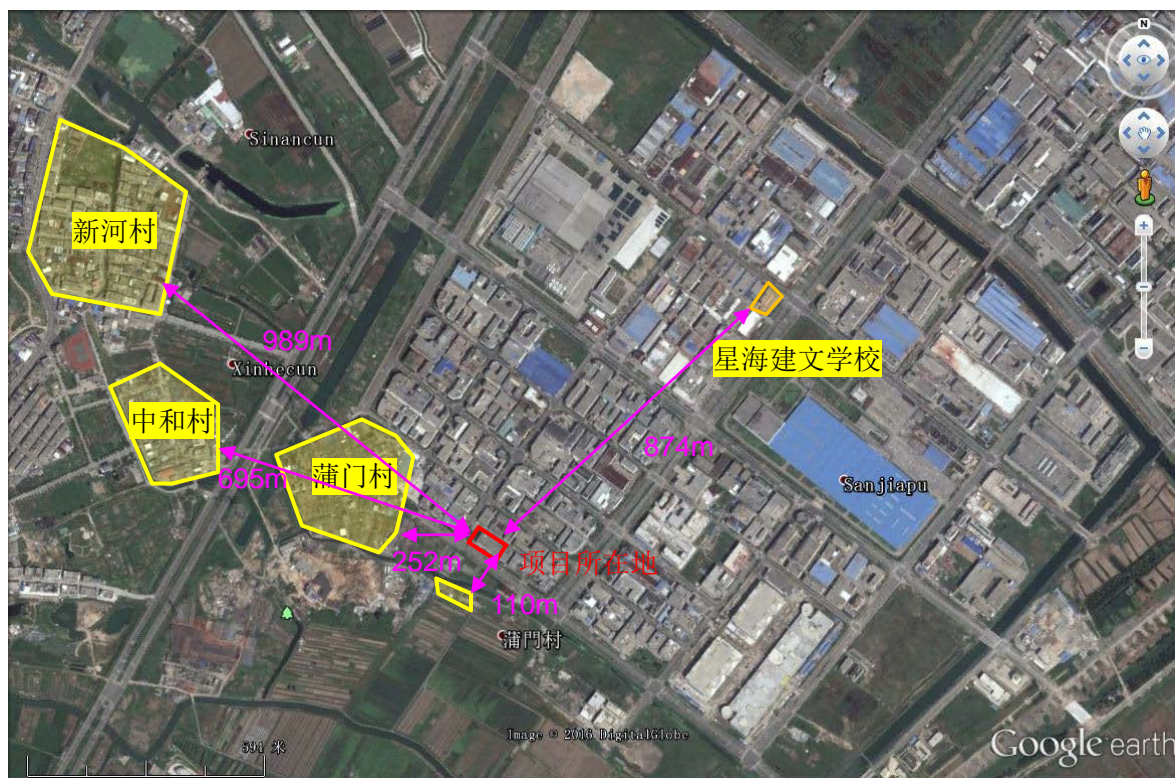 N
Sinancun
新河村
989m
Xinhecun
星海建文学校
中和村
874m
蒲门村
695m
Sanjiapu
252m
项目所在地
110m
蒲門村
Image © 2016 DigitalGlobe
594 米
Google earth